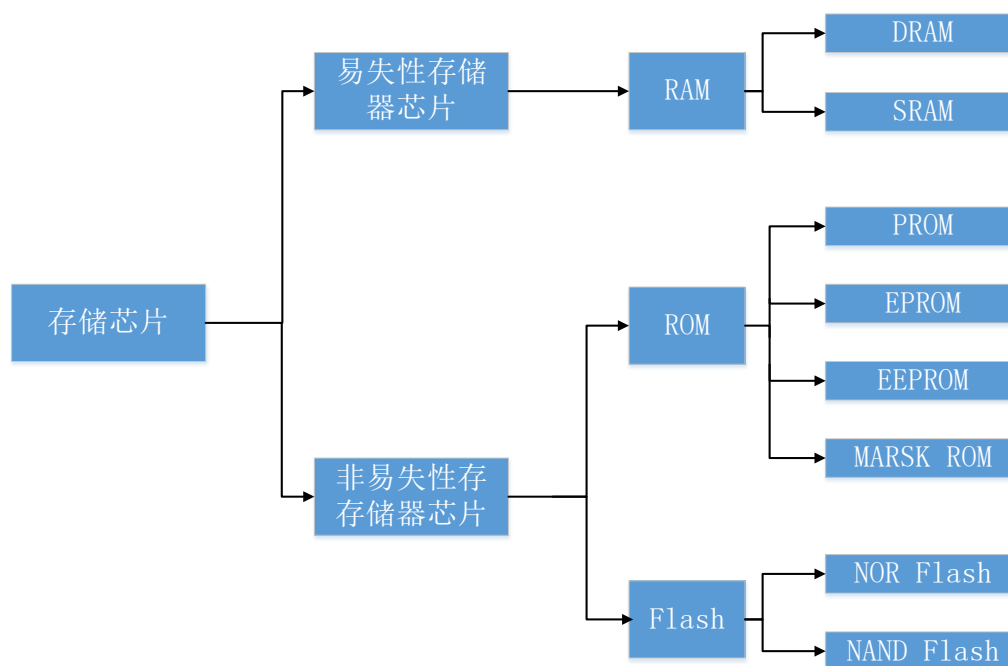 存储芯片
易失性存储
器芯片
非易失性存
存储器芯片
RAM
ROM
Flash
DRAM
SRAM
PROM
EPROM
EEPROM
MARSK ROM
NOR Flash
NAND Flash